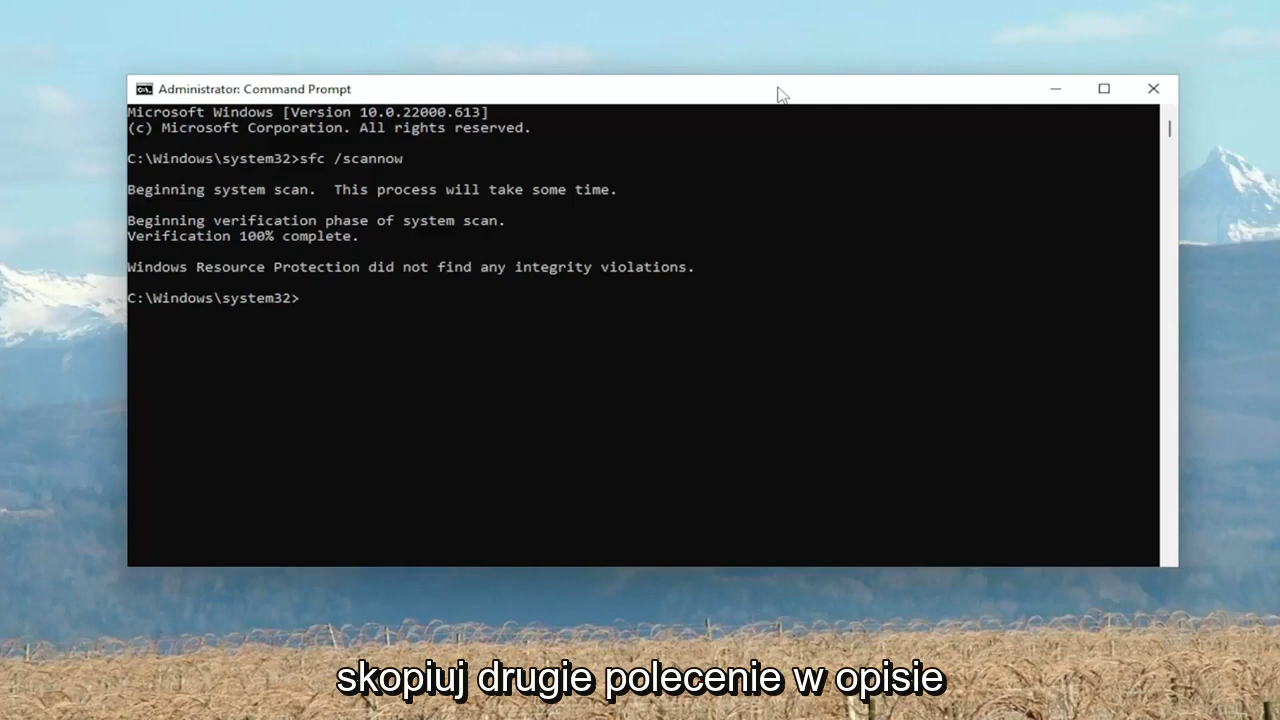 Administrator: Command Prompt
Microsoft Windows [Version 10.0.22000.613]
(c) Microsoft Corporation. All rights reserved.
C:\Windows\system32>sfc /scannow
Beginning system scan.  This process will take some time.
Beginning verification phase of system scan.
Verification 100% complete.
Windows Resource Protection did not find any integrity violations.
C:\Windows\system32>
skopiuj drugie polecenie w opisie